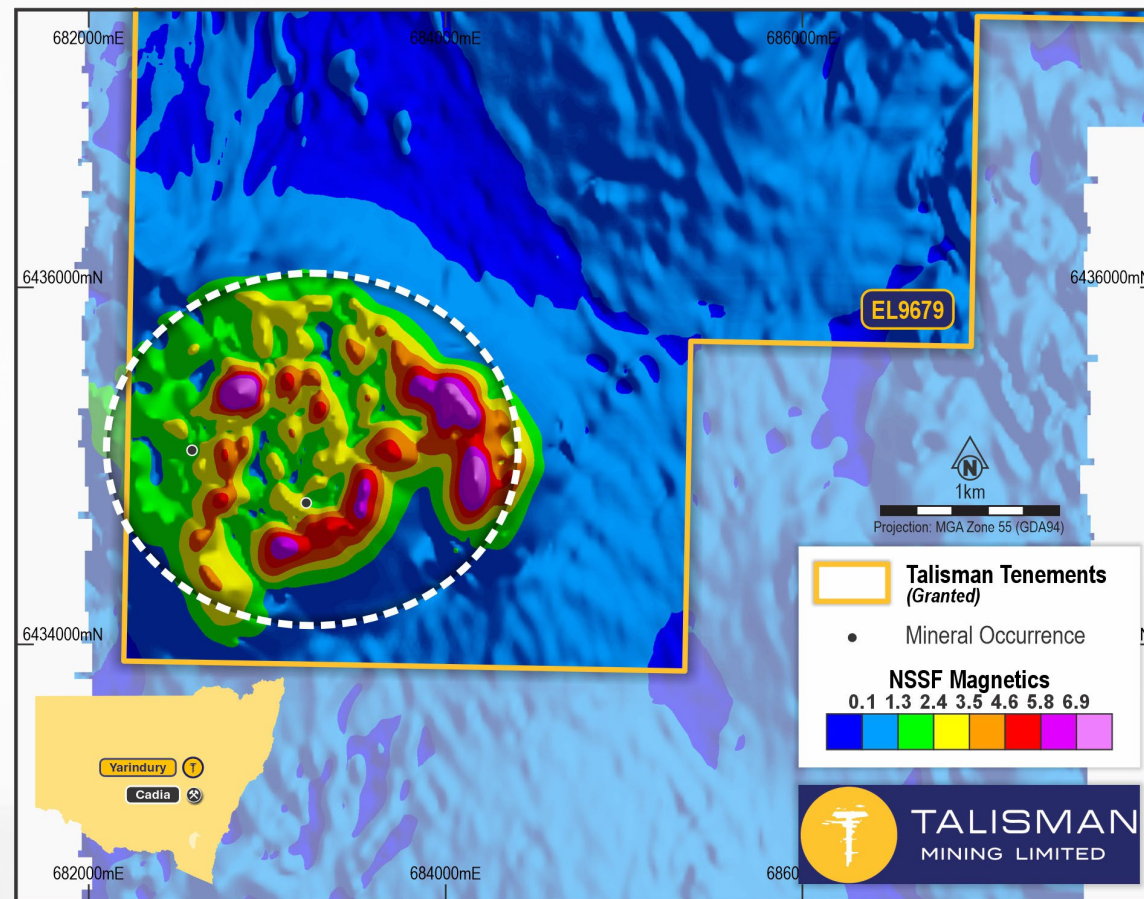 682000mE
684000mE
686000mE
6436000mN
6436000mN
EL9679
N
1km
Projection: MGA Zone 55 (GDA94)
6434000mN
Talisman Tenements
(Granted)
Mineral Occurrence
NSSF Magnetics
0.1 1.3 2.4 3.5 4.6 5.8 6.9
Yarindury
T
Cadia
TALISMAN
MINING LIMITED
682000mE
684000mE